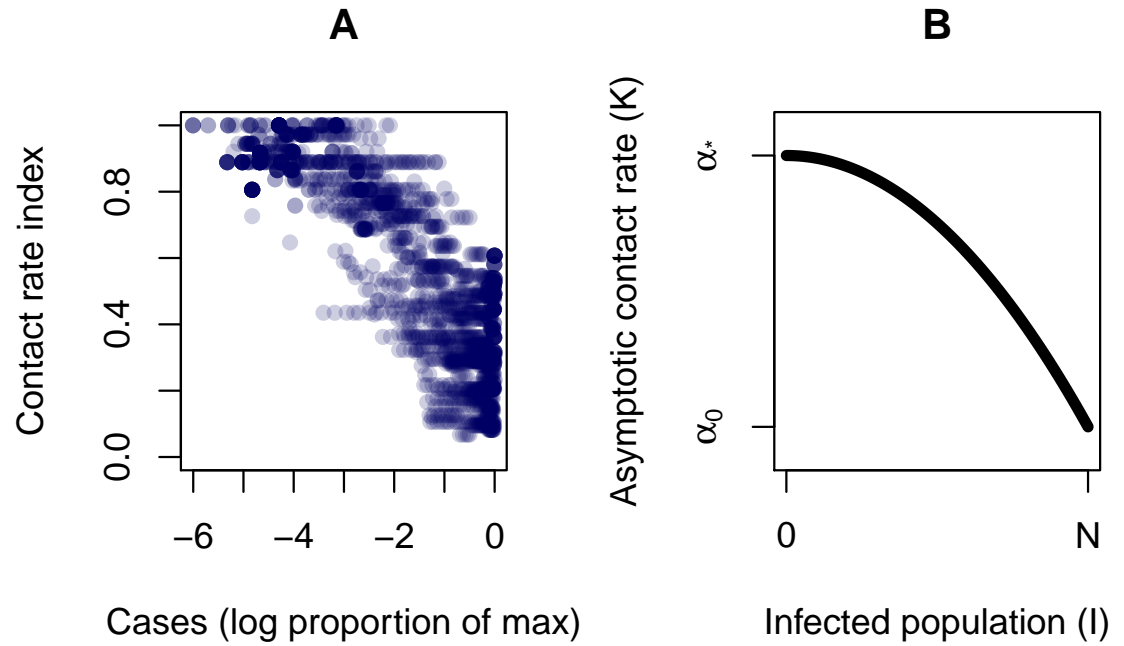 A
Contact rate index
0.8
0.4
0.0
−6 −4 −2 0
Cases (log proportion of max)
B
Asymptotic contact rate (K)
α*
α0
0 N
Infected population (I)